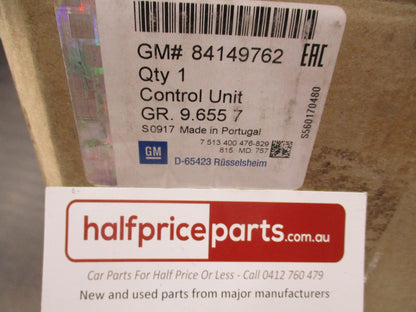 GM# 84149762
EAC
Qty 1
Control Unit
GR. 9.655 7
S0917 Made in Portugal
7 513 400 476-829
815 MD: 757
GM
D-65423 Rüsselsheim
S560170480
halfpriceparts.com.au
Car Parts For Half Price Or Less - Call 0412 760 479
New and used parts from major manufacturers